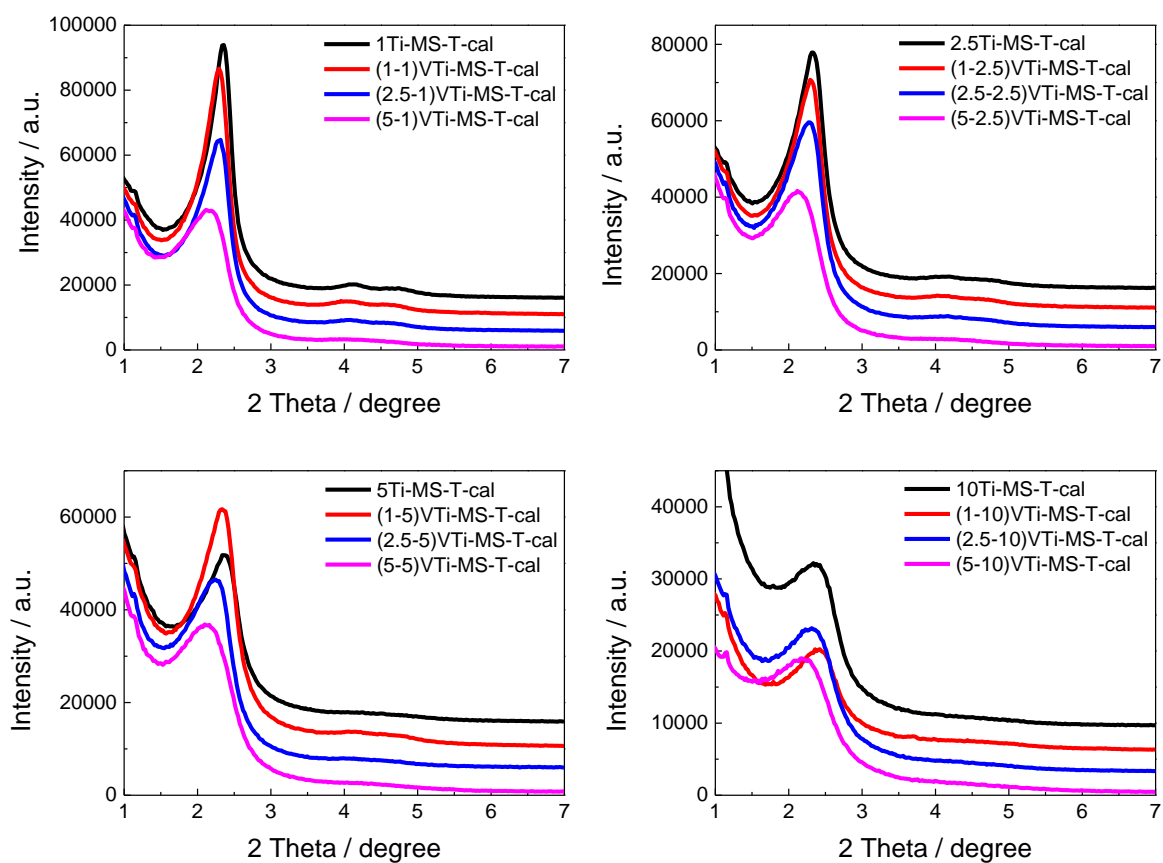 100000
80000
60000
40000
20000
0
Intensity / a.u.
1Ti-MS-T-cal
(1-1)VTi-MS-T-cal
(2.5-1)VTi-MS-T-cal
(5-1)VTi-MS-T-cal
1 2 3 4 5 6 7
2 Theta / degree
80000
60000
40000
20000
0
Intensity / a.u.
2.5Ti-MS-T-cal
(1-2.5)VTi-MS-T-cal
(2.5-2.5)VTi-MS-T-cal
(5-2.5)VTi-MS-T-cal
1 2 3 4 5 6 7
2 Theta / degree
60000
40000
20000
0
Intensity / a.u.
5Ti-MS-T-cal
(1-5)VTi-MS-T-cal
(2.5-5)VTi-MS-T-cal
(5-5)VTi-MS-T-cal
1 2 3 4 5 6 7
2 Theta / degree
40000
30000
20000
10000
0
Intensity / a.u.
10Ti-MS-T-cal
(1-10)VTi-MS-T-cal
(2.5-10)VTi-MS-T-cal
(5-10)VTi-MS-T-cal
1 2 3 4 5 6 7
2 Theta / degree